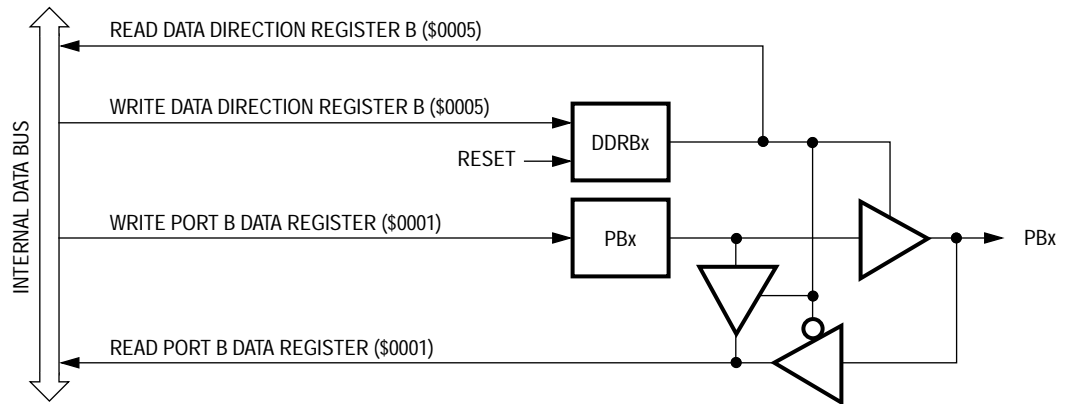 READ DATA DIRECTION REGISTER B ($0005)
WRITE DATA DIRECTION REGISTER B ($0005)
DDRBx
RESET
INTERNAL DATA BUS
WRITE PORT B DATA REGISTER ($0001)
PBx
PBx
READ PORT B DATA REGISTER ($0001)